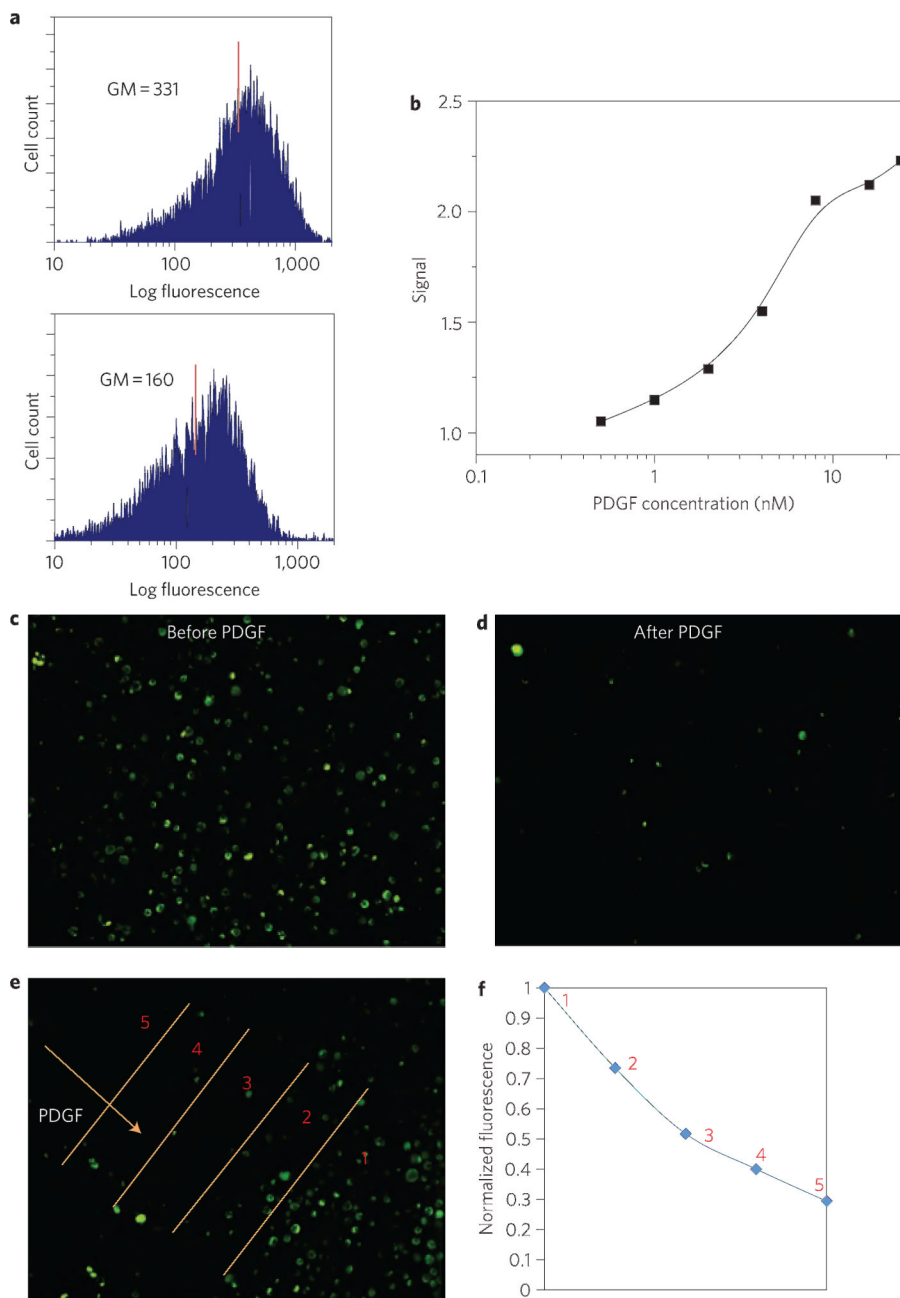 a
GM = 331
Cell count
10 100 1,000
Log fluorescence
GM = 160
Cell count
10 100 1,000
Log fluorescence
b
2.5
2.0
1.5
1.0
Signal
0.1 1 10
PDGF concentration (nM)
c
Before PDGF
d
After PDGF
e
5
4
3
2
1
PDGF
f
1
0.9
0.8
0.7
0.6
0.5
0.4
0.3
0.2
0.1
0
Normalized fluorescence
1
2
3
4
5